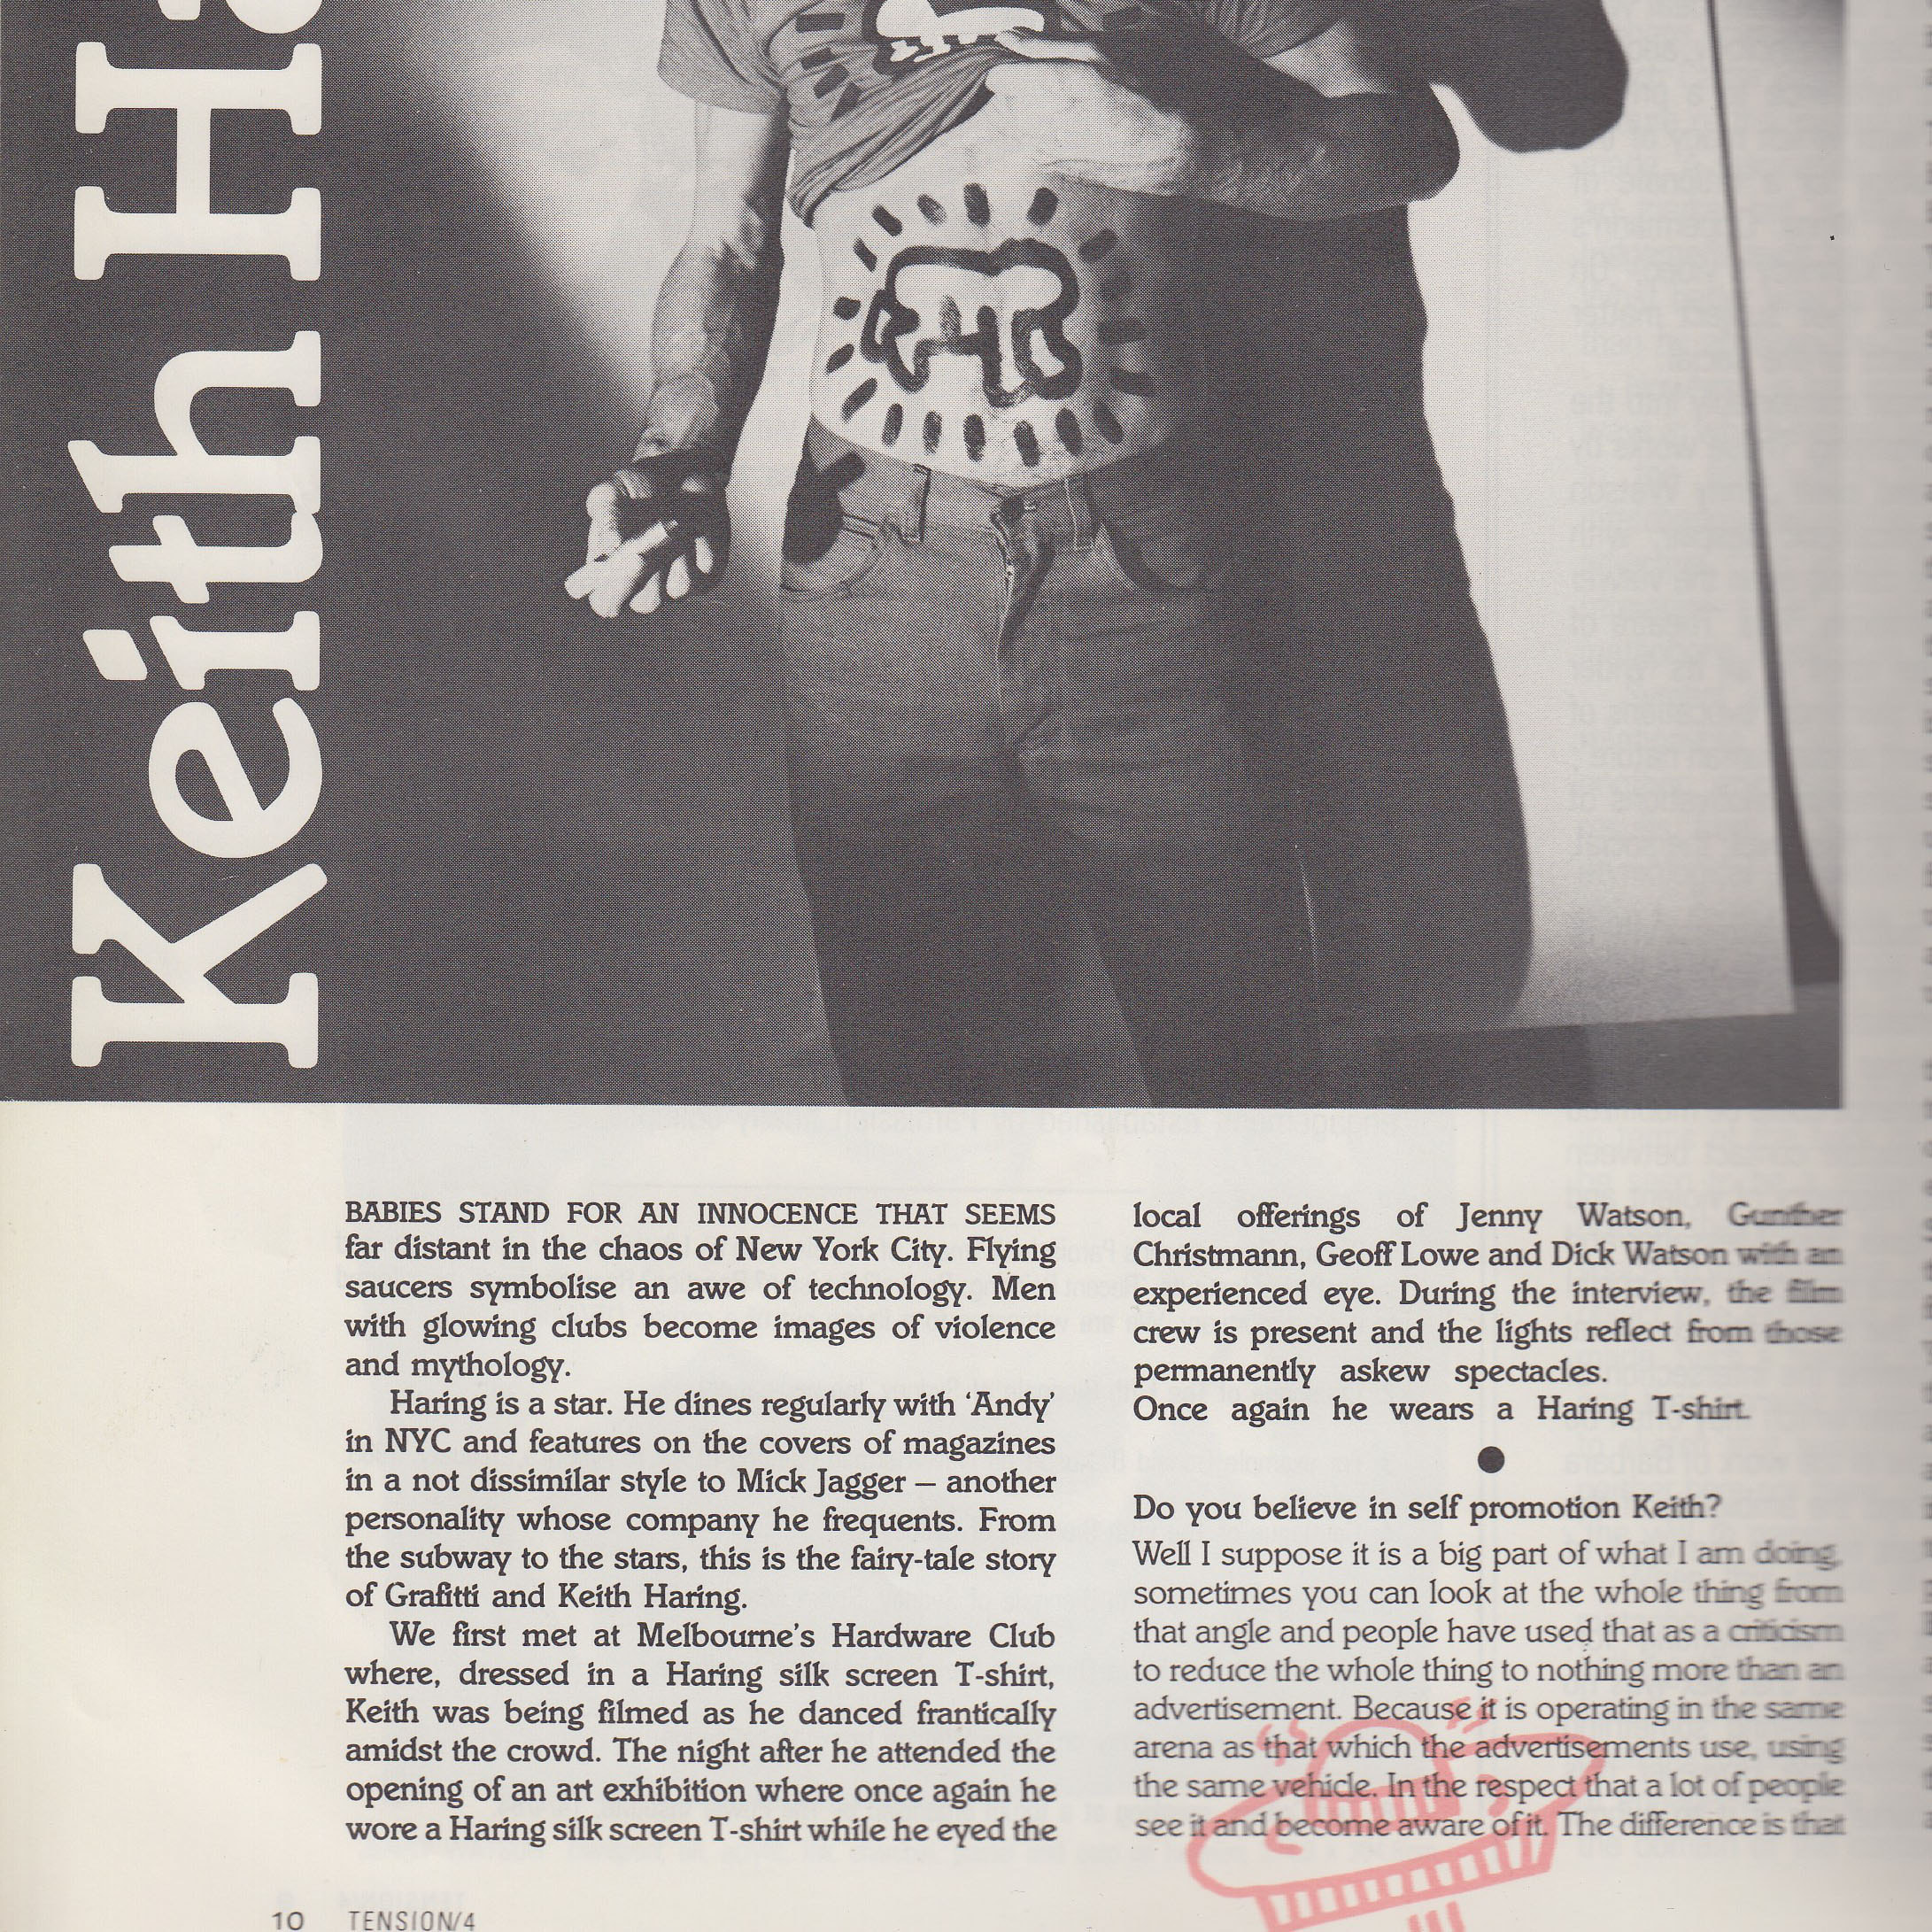 Keith Ha
BABIES STAND FOR AN INNOCENCE THAT SEEMS
far distant in the chaos of New York City. Flying
saucers symbolise an awe of technology. Men
with glowing clubs become images of violence
and mythology.
Haring is a star. He dines regularly with ‘Andy’
in NYC and features on the covers of magazines
in a not dissimilar style to Mick Jagger – another
personality whose company he frequents. From
the subway to the stars, this is the fairy-tale story
of Grafitti and Keith Haring.
We first met at Melbourne's Hardware Club
where, dressed in a Haring silk screen T-shirt,
Keith was being filmed as he danced frantically
amidst the crowd. The night after he attended the
opening of an art exhibition where once again he
wore a Haring silk screen T-shirt while he eyed the
local offerings of Jenny Watson, Gunther
Christmann, Geoff Lowe and Dick Watson with an
experienced eye. During the interview, the film
crew is present and the lights reflect from those
permanently askew spectacles.
Once again he wears a Haring T-shirt.
●
Do you believe in self promotion Keith?
Well I suppose it is a big part of what I am doing,
sometimes you can look at the whole thing from
that angle and people have used that as a criticism
to reduce the whole thing to nothing more than an
advertisement. Because it is operating in the same
arena as that which the advertisements use, using
the same vehicle. In the respect that a lot of people
see it and become aware of it. The difference is that
10 TENSION/4